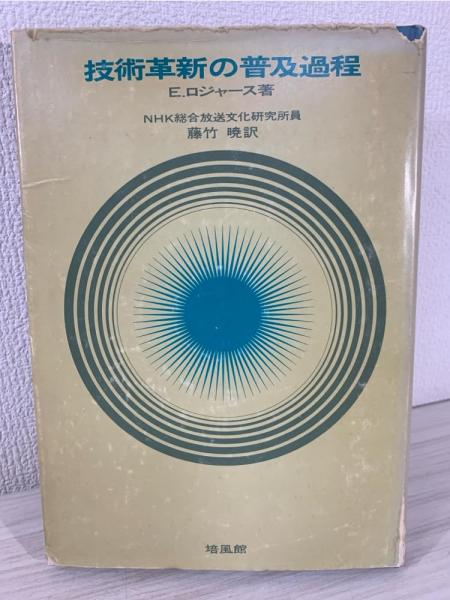 技術革新の普及過程
E.ロジャース著
NHK総合放送文化研究所員
藤竹 暁訳
培風館